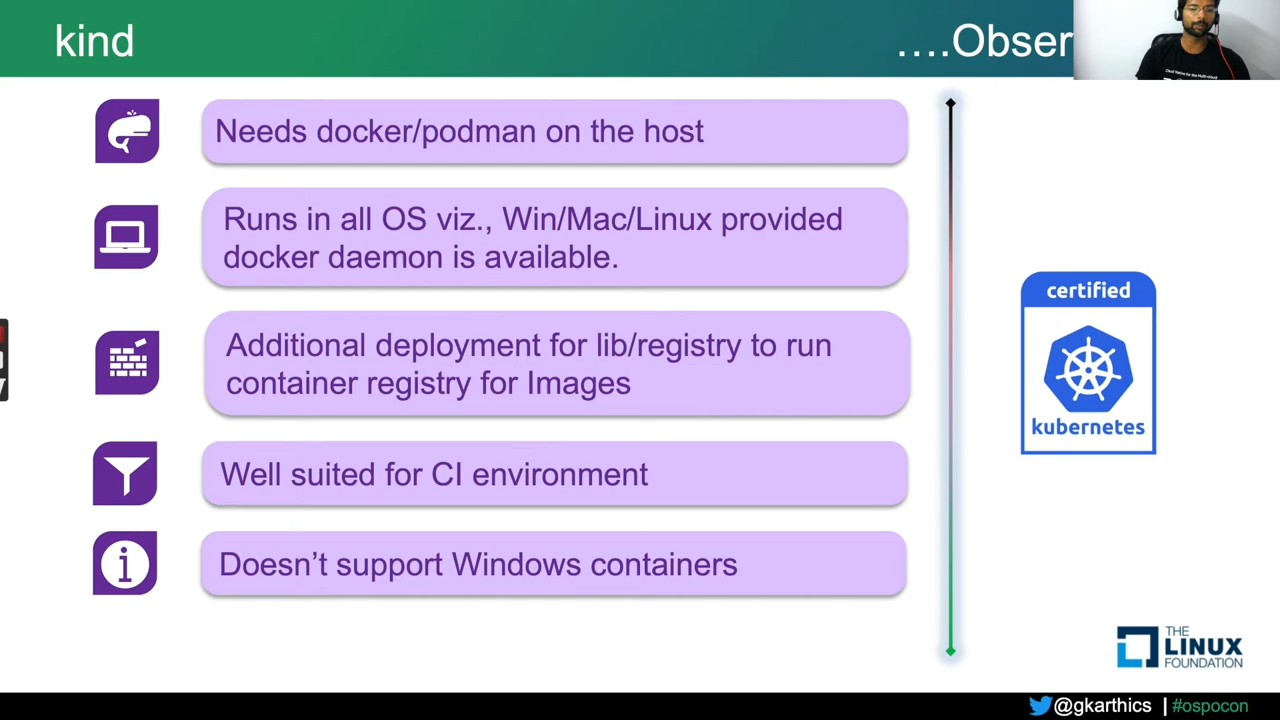 kind
....Obser
Needs docker/podman on the host
Runs in all OS viz., Win/Mac/Linux provided
docker daemon is available.
Additional deployment for lib/registry to run
container registry for Images
Well suited for CI environment
Doesn't support Windows containers
certified
kubernetes
THE
LINUX
FOUNDATION
@gkarthics | #ospocon